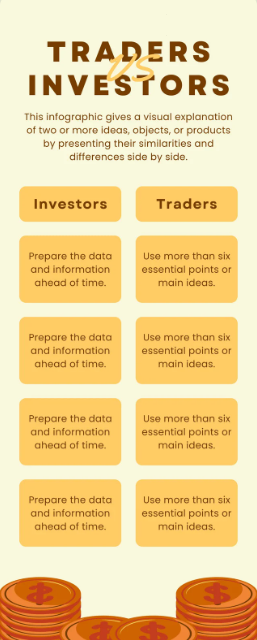 TRADERS
VS
INVESTORS
This infographic gives a visual explanation
of two or more ideas, objects, or products
by presenting their similarities and
differences side by side.
Investors
Traders
Prepare the data
and information
ahead of time.
Use more than six
essential points or
main ideas.
Prepare the data
and information
ahead of time.
Use more than six
essential points or
main ideas.
Prepare the data
and information
ahead of time.
Use more than six
essential points or
main ideas.
Prepare the data
and information
ahead of time.
Use more than six
essential points or
main ideas.